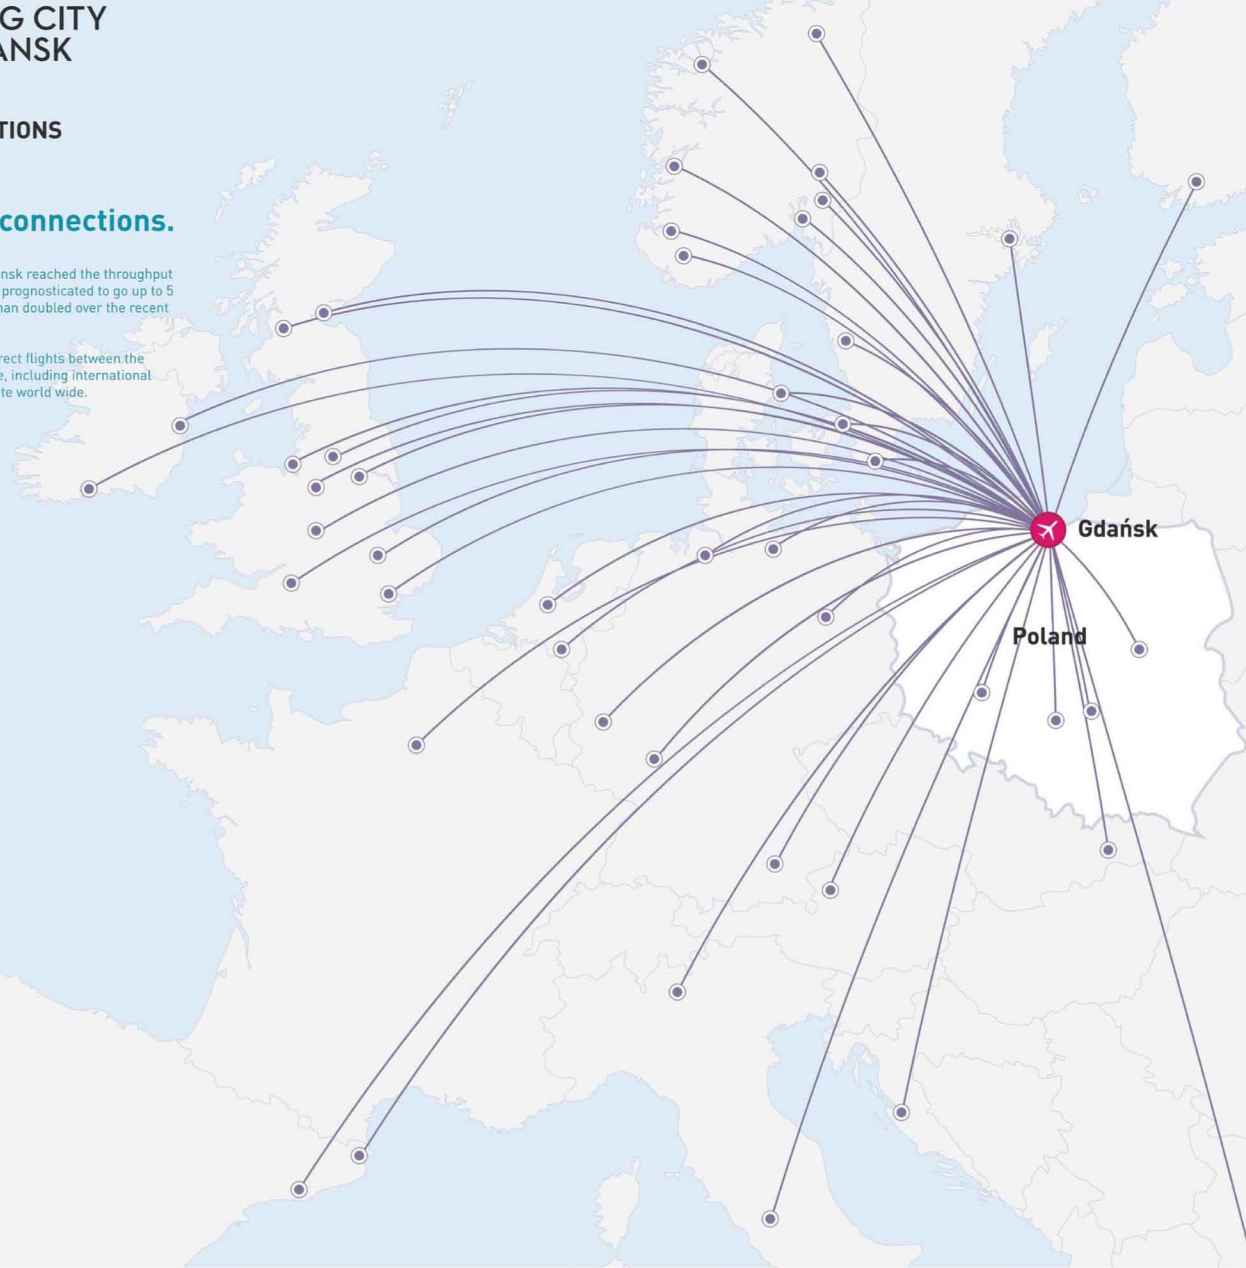 G CITY
ANSK
TIONS
connections.
nsk reached the throughput
prognosticated to go up to 5
han doubled over the recent
rect flights between the
e, including international
te world wide.
Gdańsk
Poland